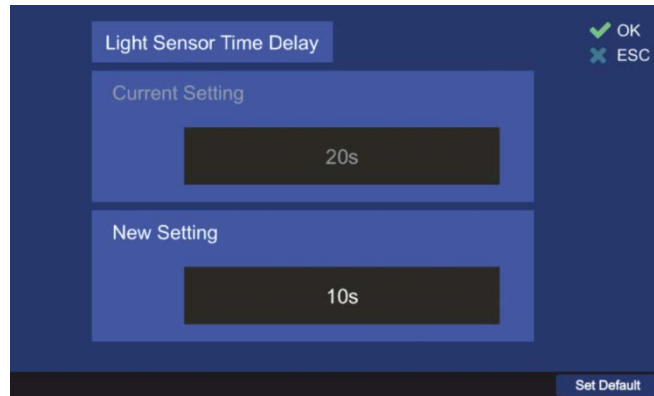 Light Sensor Time Delay
OK
ESC
Current Setting
20s
New Setting
10s
Set Default